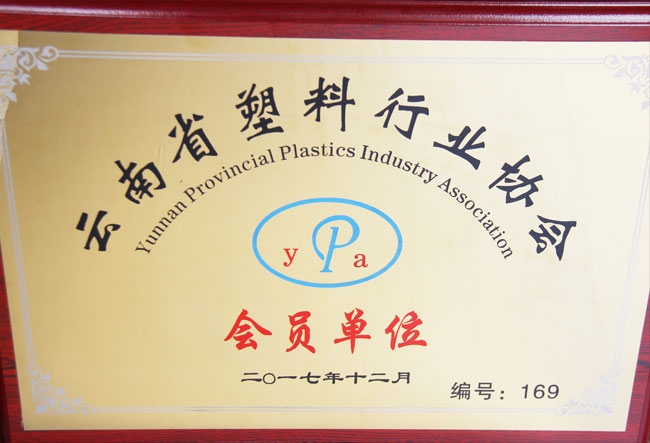 云南省塑料行业协会
Yunnan Provincial Plastics Industry Association
y P a
会员单位
二〇一七年十二月
编号：169